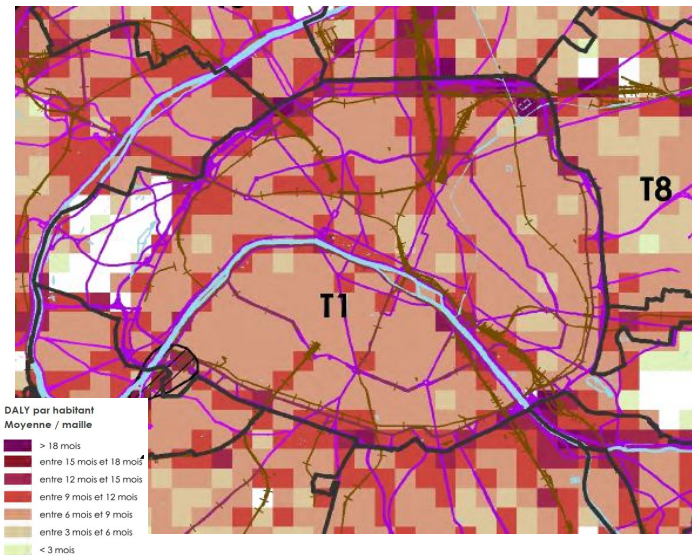 T8
T1
DALY par habitant
Moyenne / maille
> 18 mois
entre 15 mois et 18 mois
entre 12 mois et 15 mois
entre 9 mois et 12 mois
entre 6 mois et 9 mois
entre 3 mois et 6 mois
< 3 mois